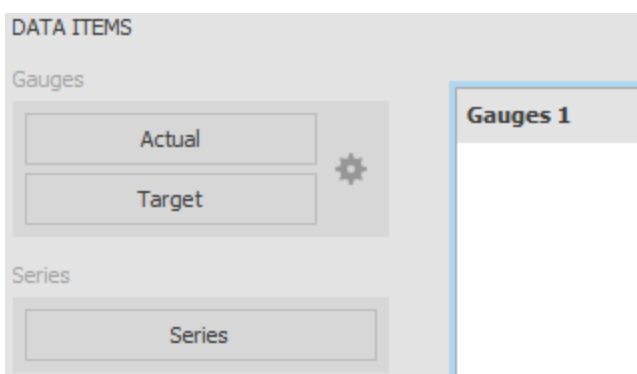 DATA ITEMS
Gauges
Actual
Target
Series
Series
Gauges 1